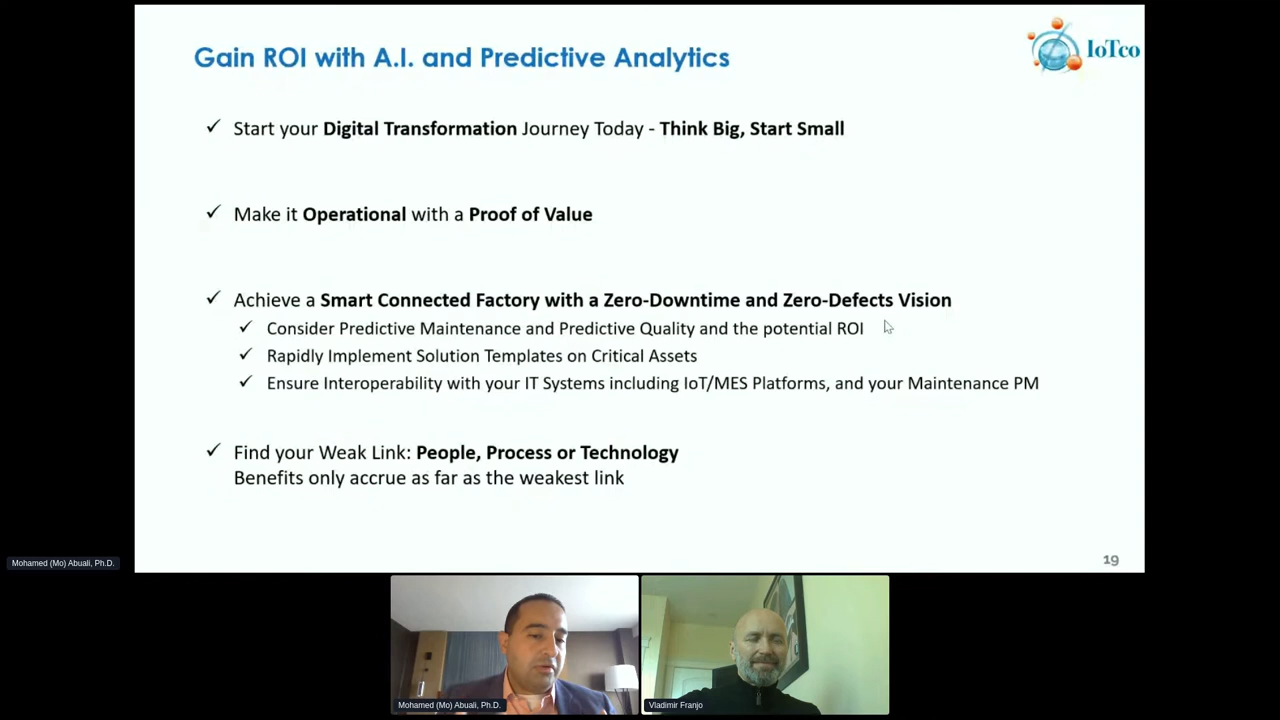 Gain ROI with A.I. and Predictive Analytics
IoTco
✓ Start your Digital Transformation Journey Today - Think Big, Start Small
✓ Make it Operational with a Proof of Value
✓ Achieve a Smart Connected Factory with a Zero-Downtime and Zero-Defects Vision
✓ Consider Predictive Maintenance and Predictive Quality and the potential ROI
✓ Rapidly Implement Solution Templates on Critical Assets
✓ Ensure Interoperability with your IT Systems including IoT/MES Platforms, and your Maintenance PM
✓ Find your Weak Link: People, Process or Technology
Benefits only accrue as far as the weakest link
19
Mohamed (Mo) Abuali, Ph.D.
Mohamed (Mo) Abuali, Ph.D.
Vladimir Franjo